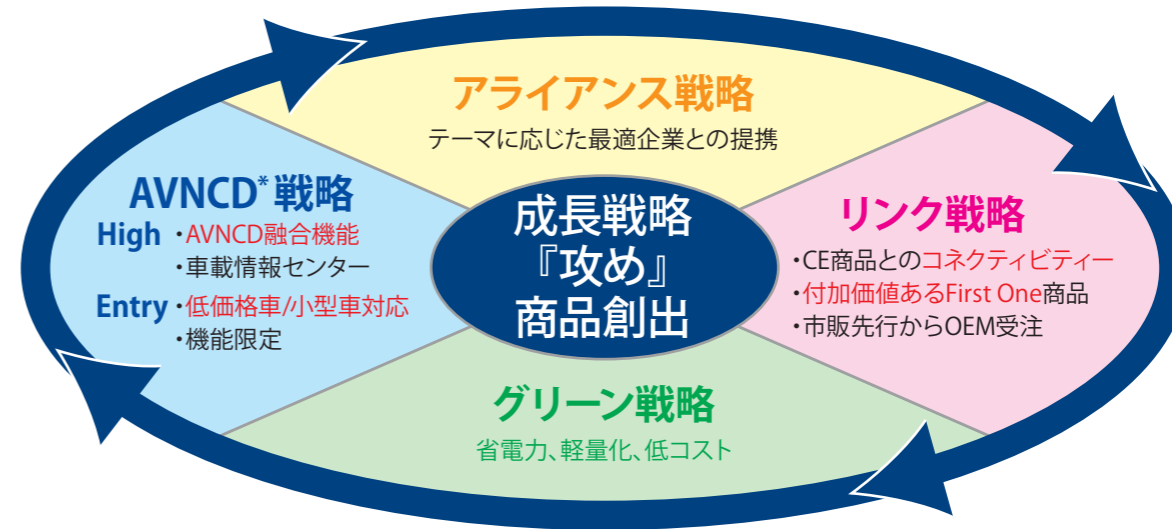 アライアンス戦略
テーマに応じた最適企業との提携
AVNCD*戦略
High ・AVNCD融合機能
・車載情報センター
Entry ・低価格車/小型車対応
・機能限定
成長戦略
『攻め』
商品創出
リンク戦略
・CE商品とのコネクティビティー
・付加価値あるFirst One商品
・市販先行からOEM受注
グリーン戦略
省電力、軽量化、低コスト